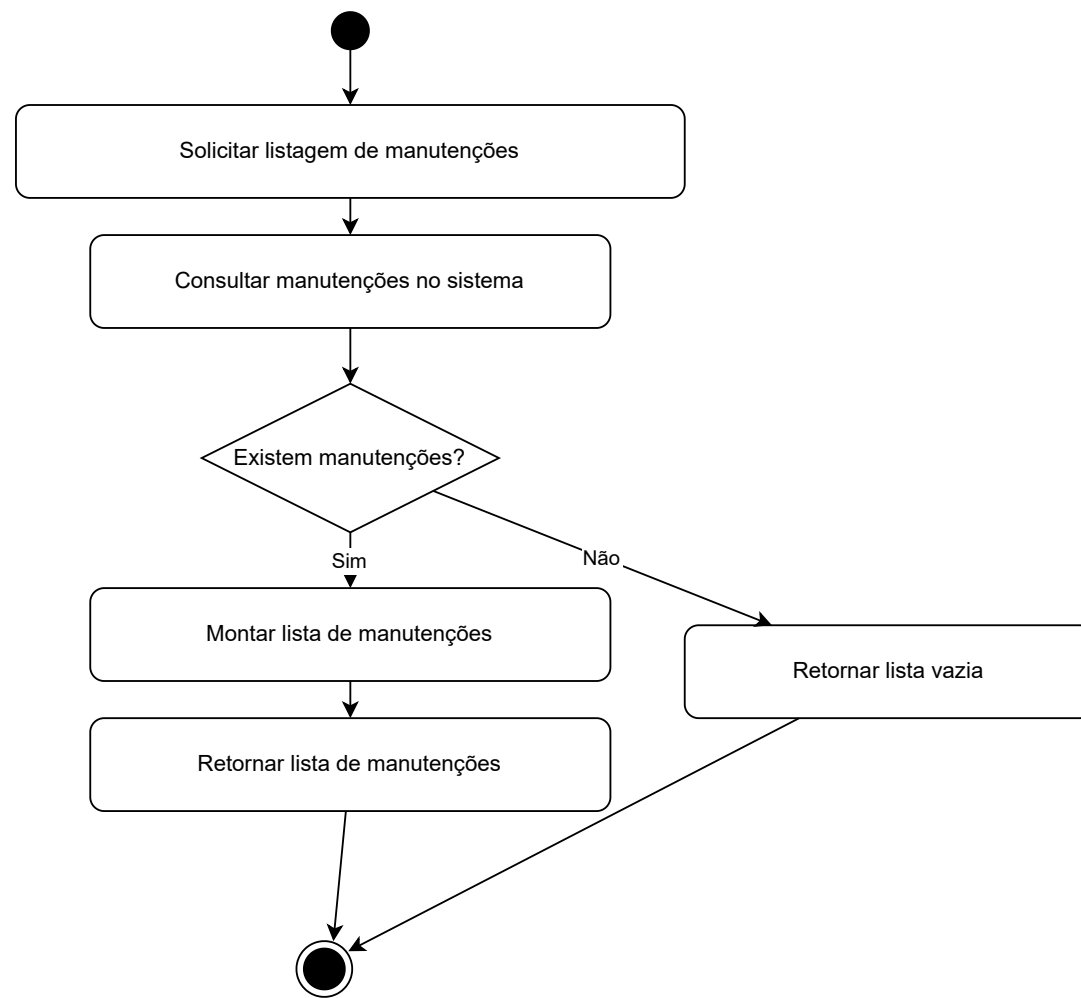 Solicitar listagem de manutenções
Consultar manutenções no sistema
Existem manutenções?
Sim
Não
Montar lista de manutenções
Retornar lista vazia
Retornar lista de manutenções